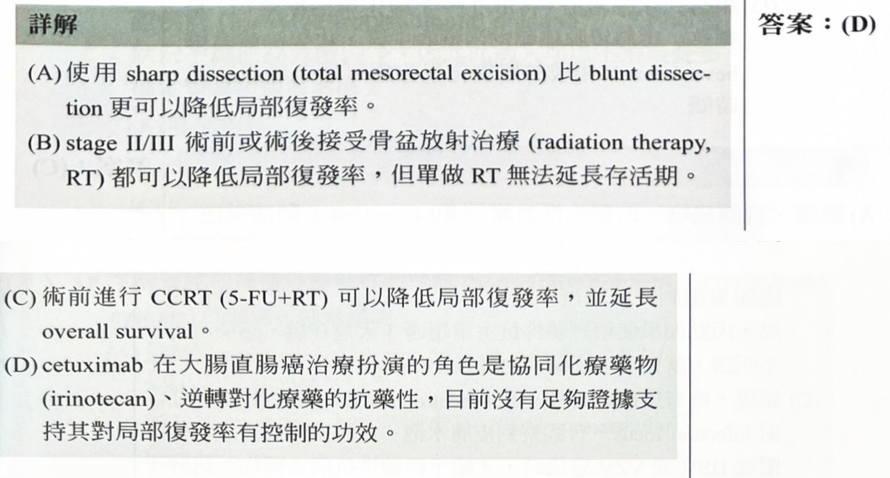 詳解
答案：(D)
(A)使用 sharp dissection (total mesorectal excision) 比 blunt dissec-
tion 更可以降低局部復發率。
(B) stage II/III 術前或術後接受骨盆放射治療 (radiation therapy,
RT) 都可以降低局部復發率，但單做 RT 無法延長存活期。
(C) 術前進行 CCRT (5-FU+RT) 可以降低局部復發率，並延長
overall survival。
(D) cetuximab 在大腸直腸癌治療扮演的角色是協同化療藥物
(irinotecan)、逆轉對化療藥的抗藥性，目前沒有足夠證據支
持其對局部復發率有控制的功效。